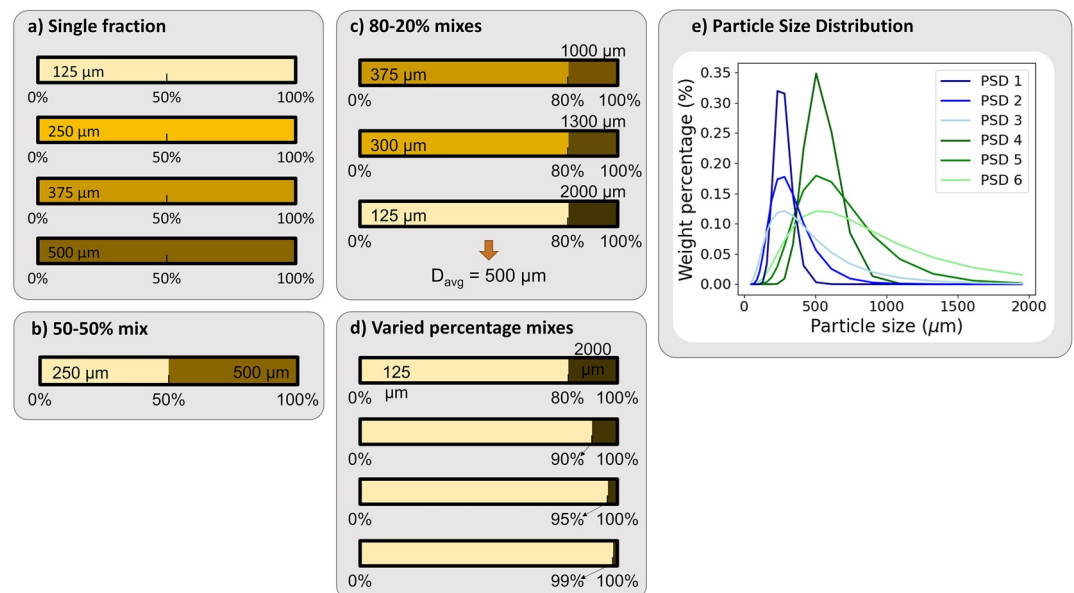 a) Single fraction
125 µm
0% 50% 100%
250 µm
0% 50% 100%
375 µm
0% 50% 100%
500 µm
0% 50% 100%
b) 50-50% mix
250 µm 500 µm
0% 50% 100%
c) 80-20% mixes
1000 µm
375 µm
0% 80% 100%
1300 µm
300 µm
0% 80% 100%
2000 µm
125 µm
0% 80% 100%
Davg = 500 µm
d) Varied percentage mixes
2000
µm
125
µm
0% 80% 100%
0% 90% 100%
0% 95% 100%
0% 99% 100%
e) Particle Size Distribution
Weight percentage (%)
0.35
0.30
0.25
0.20
0.15
0.10
0.05
0.00
PSD 1
PSD 2
PSD 3
PSD 4
PSD 5
PSD 6
0 500 1000 1500 2000
Particle size (µm)